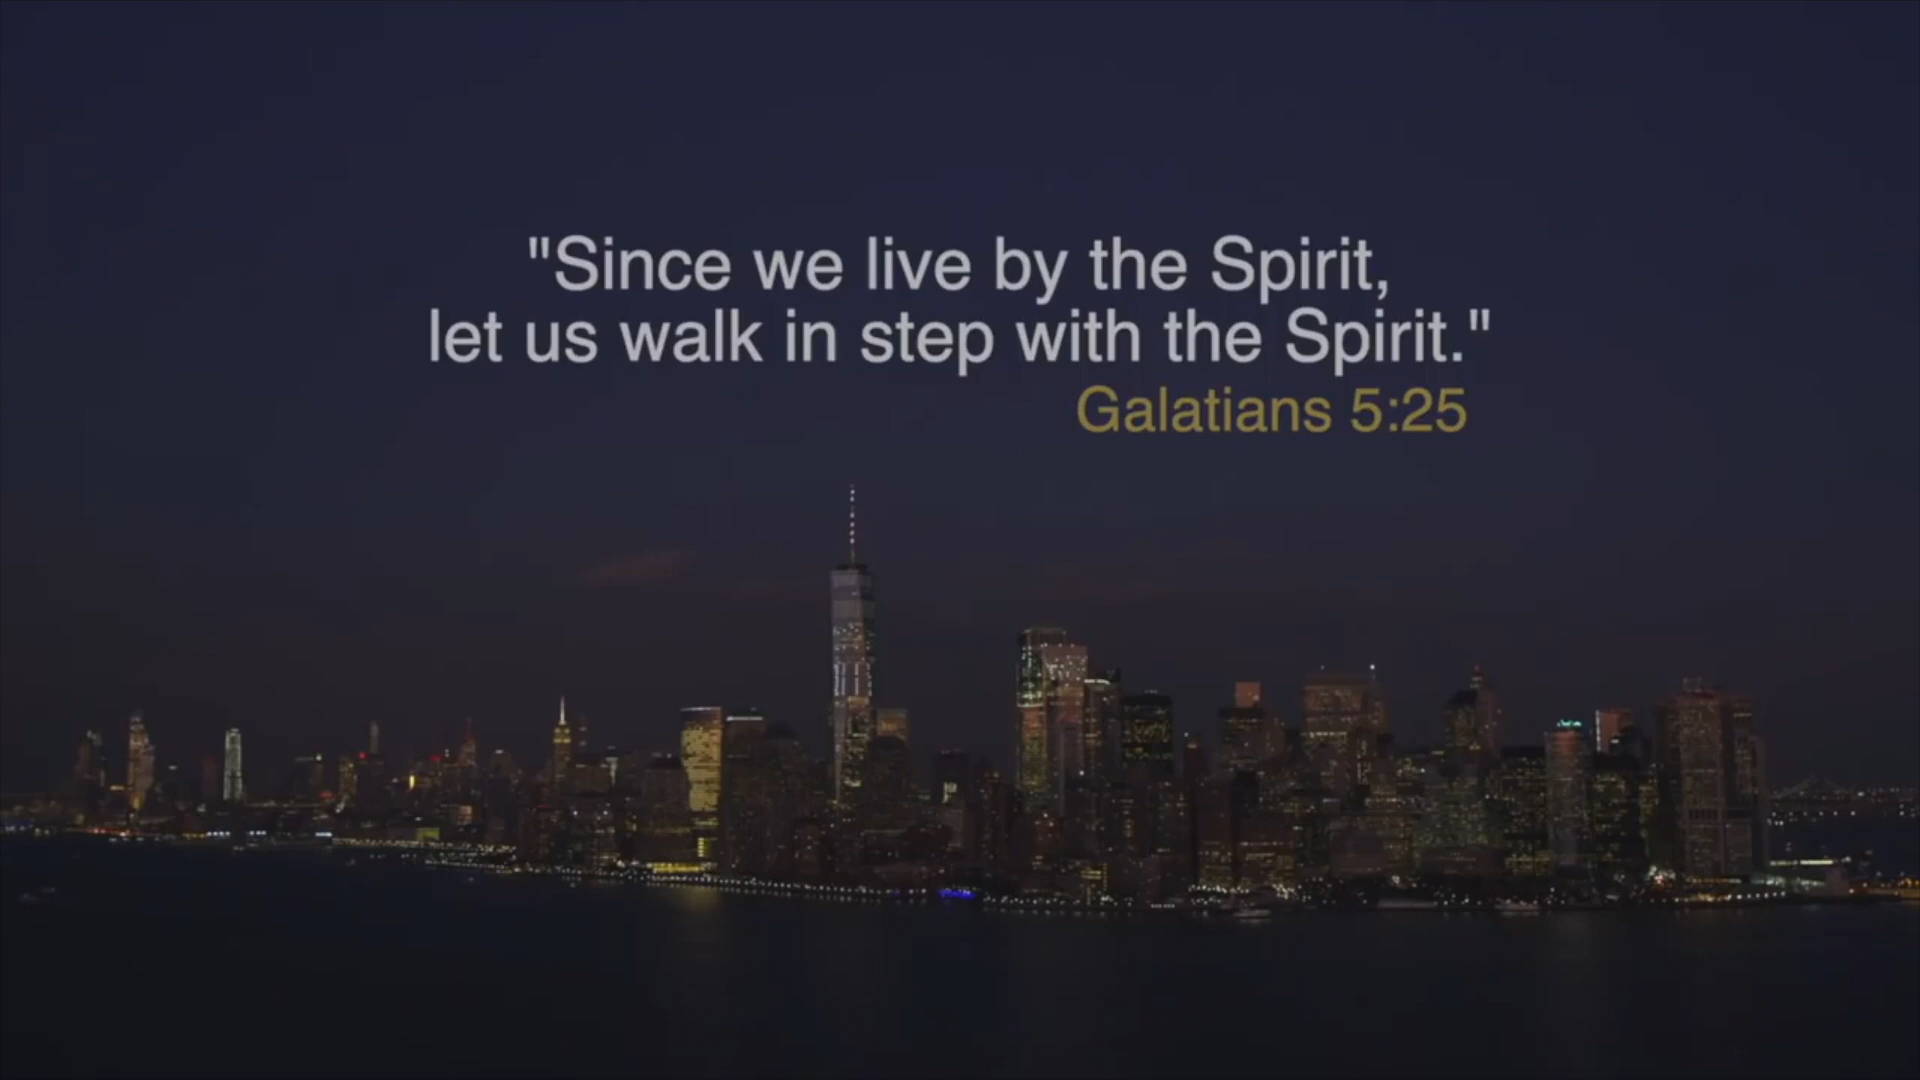 "Since we live by the Spirit,
let us walk in step with the Spirit."
Galatians 5:25